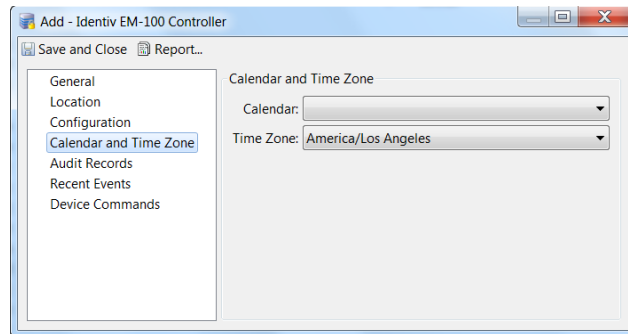 Add - Identiv EM-100 Controller
Save and Close Report...
General
Location
Configuration
Calendar and Time Zone
Audit Records
Recent Events
Device Commands
Calendar and Time Zone
Calendar:
Time Zone: America/Los Angeles